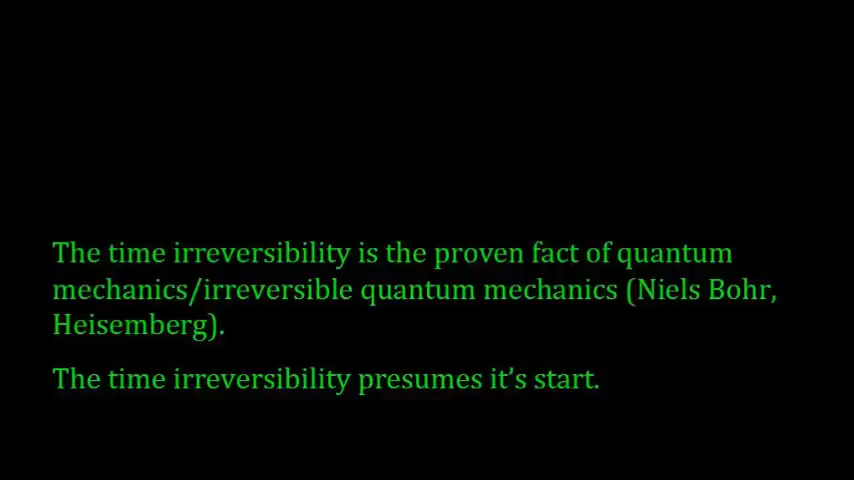 The time irreversibility is the proven fact of quantum
mechanics/irreversible quantum mechanics (Niels Bohr,
Heisemberg).
The time irreversibility presumes it’s start.